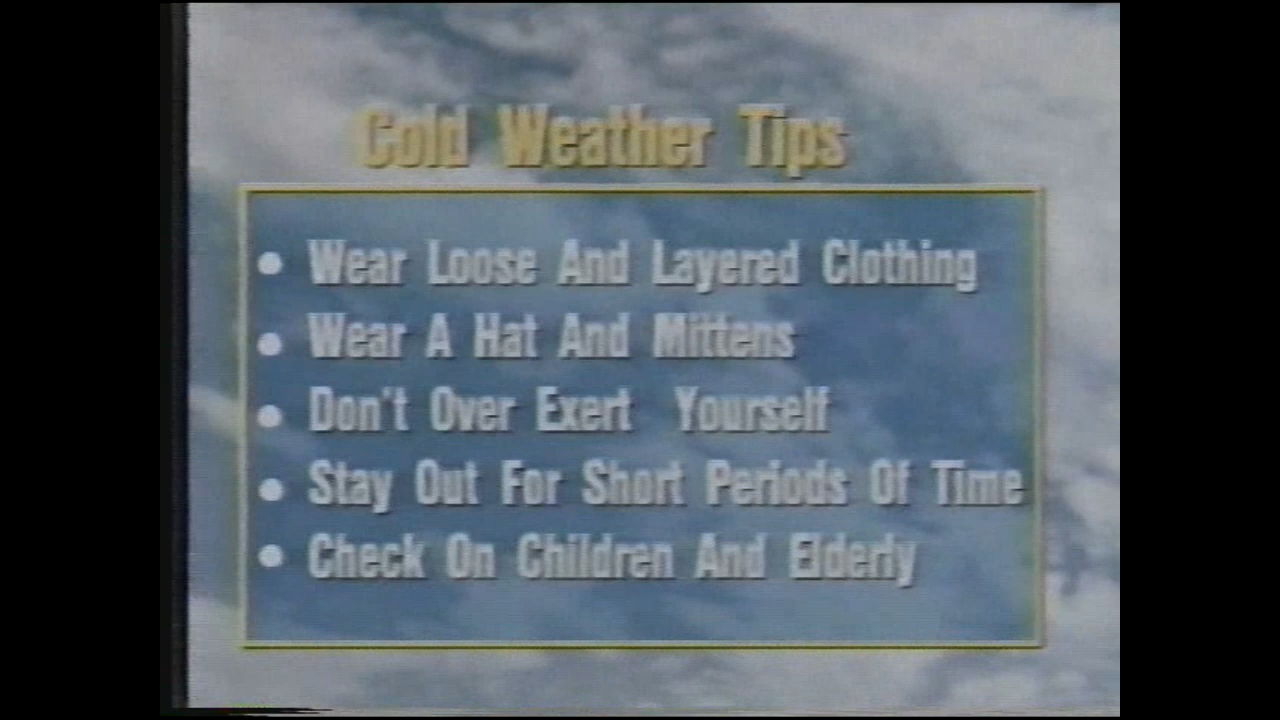 Cold Weather Tips
• Wear Loose And Layered Clothing
• Wear A Hat And Mittens
• Don't Over Exert Yourself
• Stay Out For Short Periods Of Time
• Check On Children And Elderly